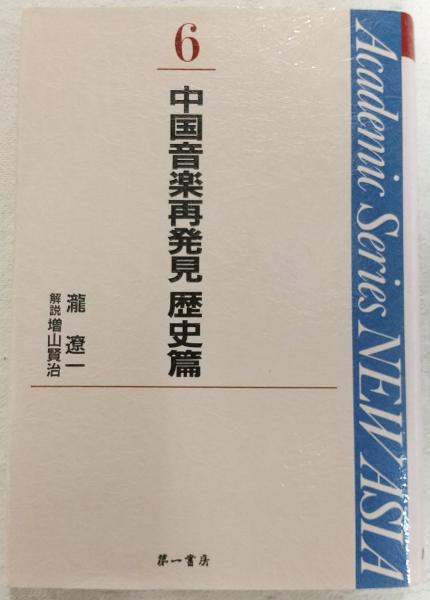 6
中国音楽再発見 歴史篇
瀧 遼一
解説 増山賢治
第一書房
Academic Series NEW ASIA